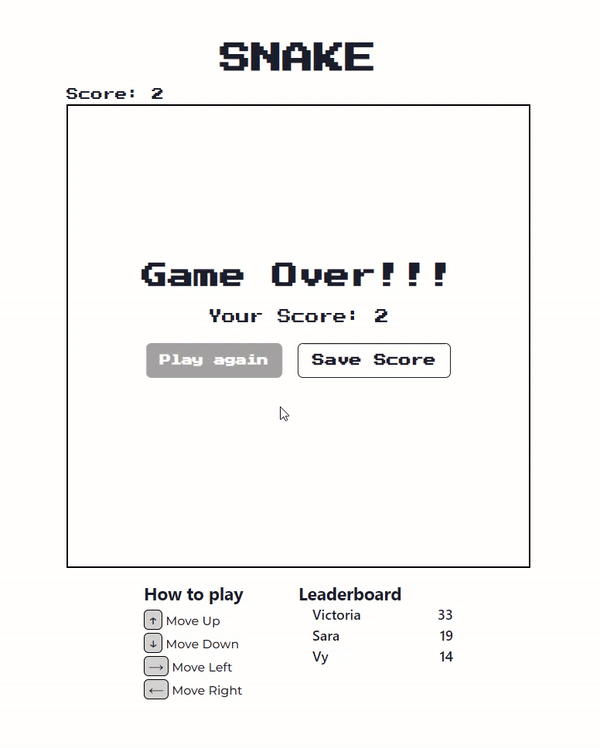 SNAKE
Score: 2
Game Over!!!
Your Score: 2
Play again Save Score
How to play
↑ Move Up
↓ Move Down
→ Move Left
← Move Right
Leaderboard
Victoria 33
Sara 19
Vy 14